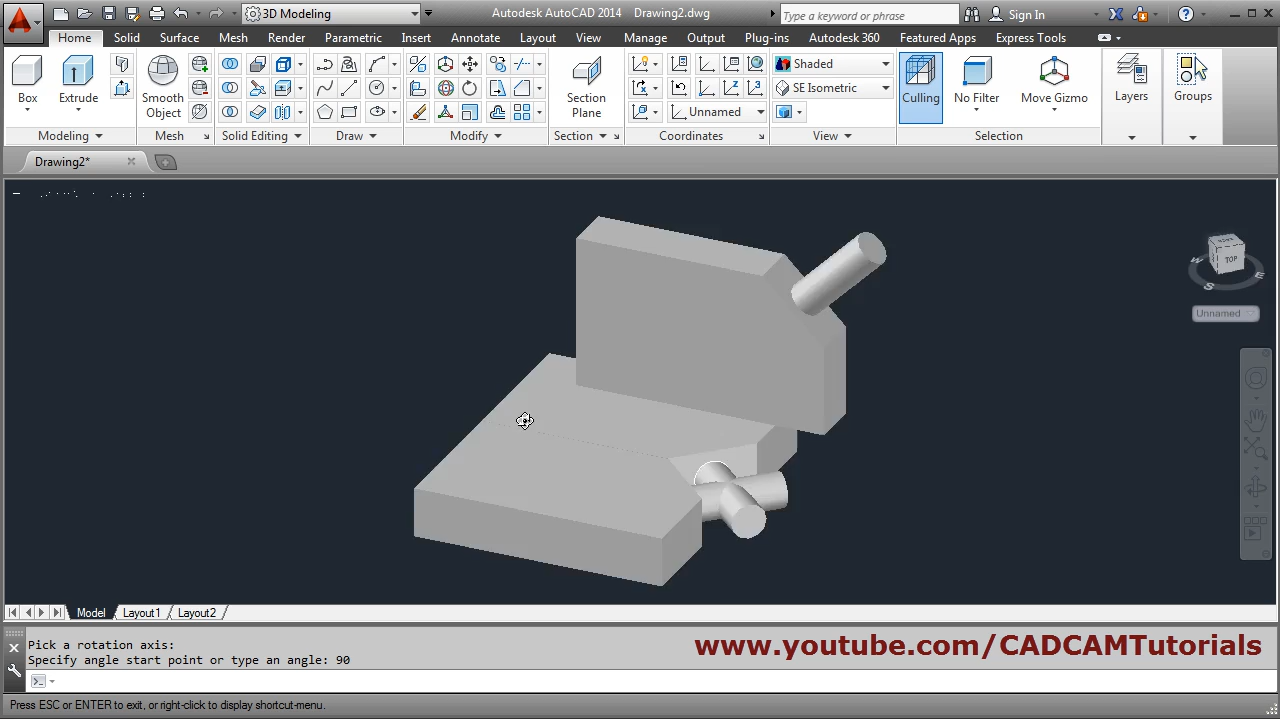 3D Modeling
Autodesk AutoCAD 2014 Drawing2.dwg
Type a keyword or phrase
Sign In
Home Solid Surface Mesh Render Parametric Insert Annotate Layout View Manage Output Plug-ins Autodesk 360 Featured Apps Express Tools
Box
Extrude
Smooth Object
Section Plane
Unnamed
Shaded
SE Isometric
Culling
No Filter
Move Gizmo
Layers
Groups
Modeling Mesh Solid Editing Draw Modify Section Coordinates View Selection
Drawing2*
TOP
W
S
E
Unnamed
Model Layout1 Layout2
Pick a rotation axis:
Specify angle start point or type an angle: 90
www.youtube.com/CADCAMTutorials
Press ESC or ENTER to exit, or right-click to display shortcut-menu.